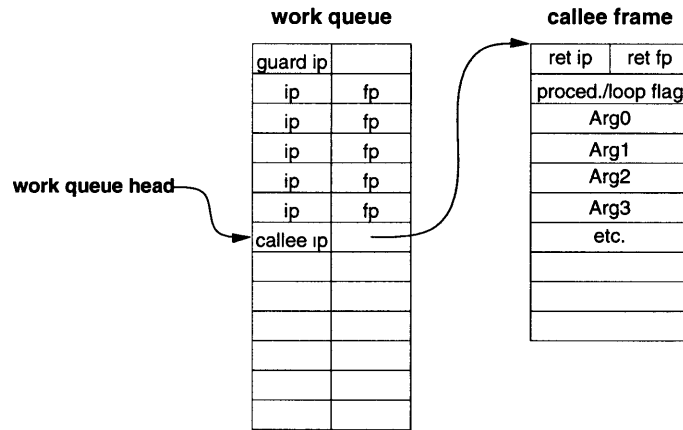 work queue
callee frame
guard ip
ret ip ret fp
ip fp
proced./loop flag
ip fp
Arg0
ip fp
Arg1
ip fp
Arg2
work queue head
ip fp
Arg3
callee ip
etc.